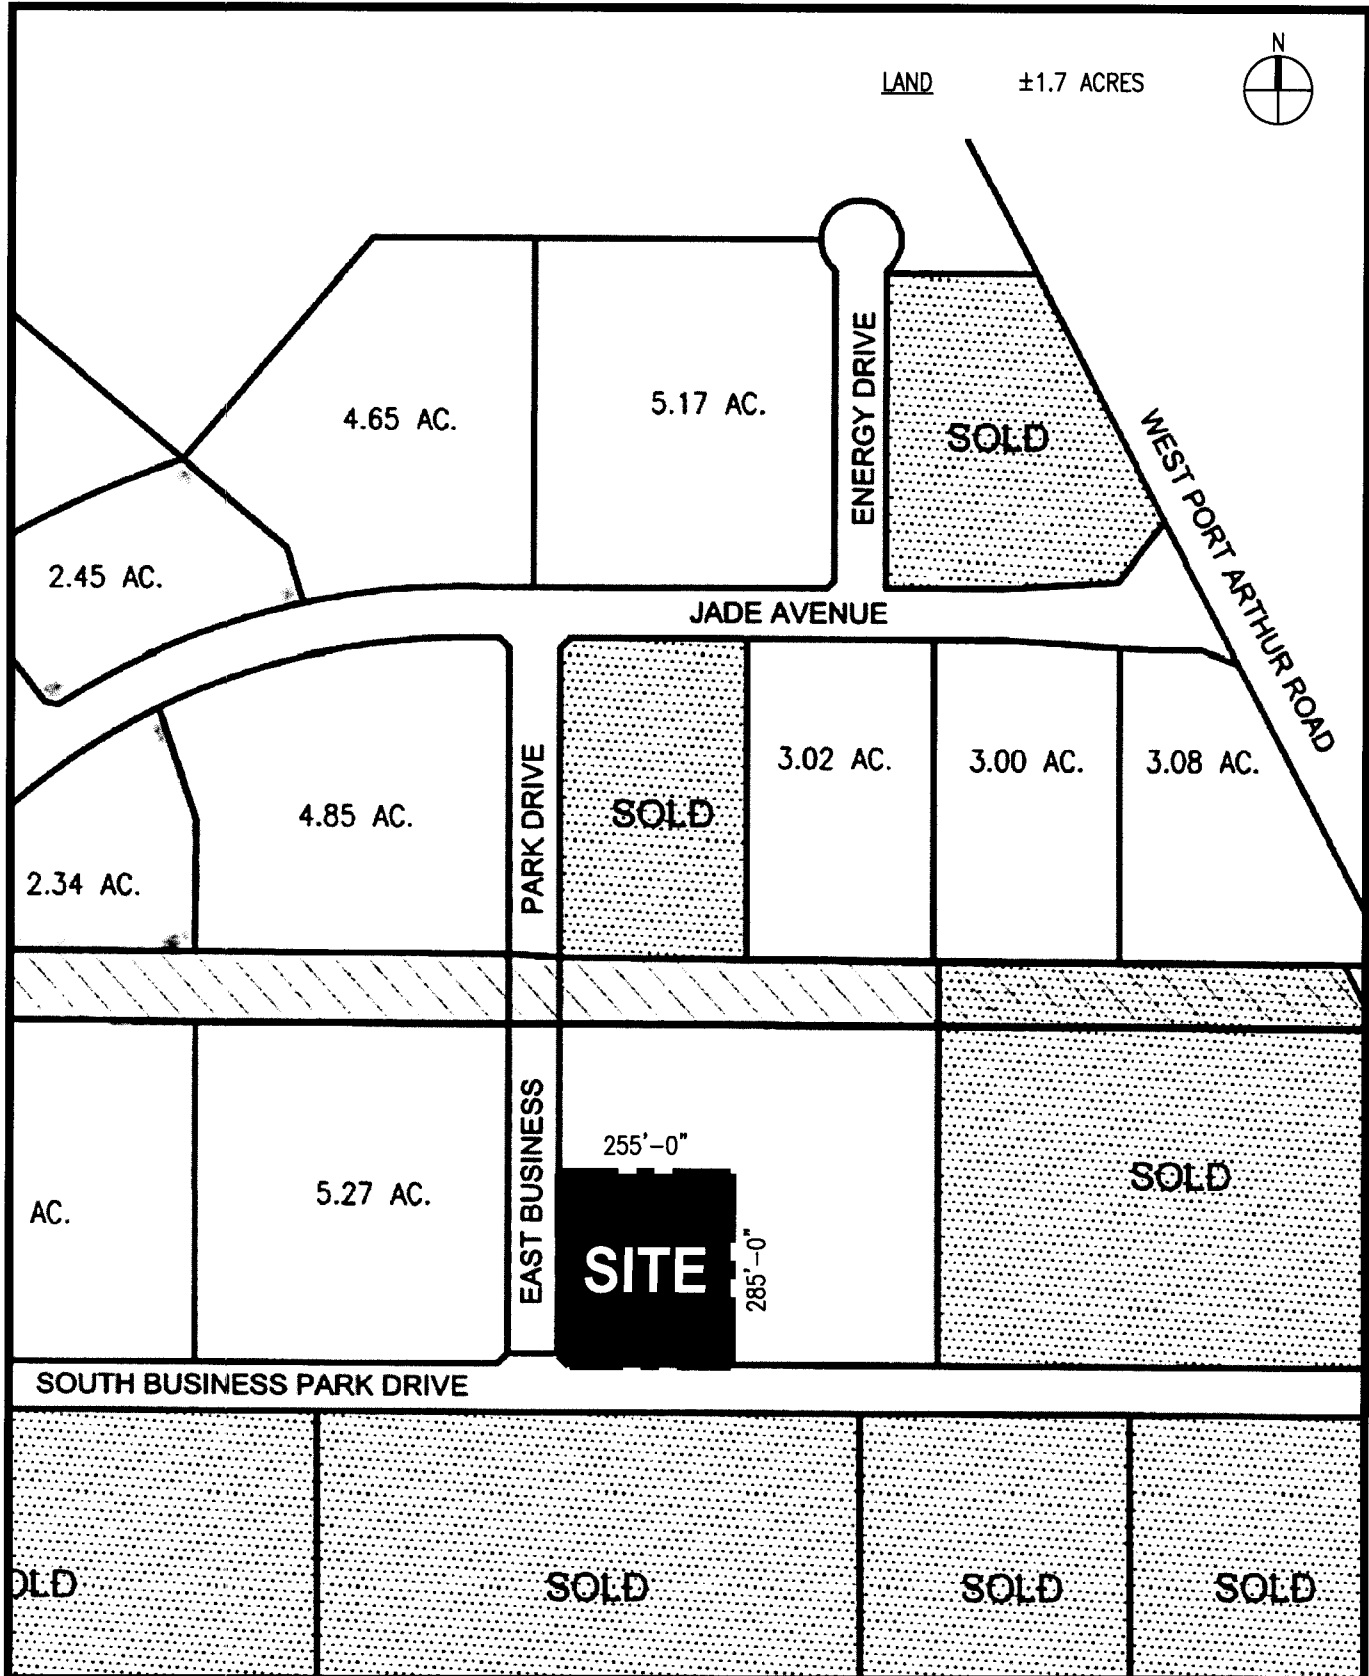 N
LAND ±1.7 ACRES
4.65 AC.
5.17 AC.
ENERGY DRIVE
SOLD
WEST PORT ARTHUR ROAD
2.45 AC.
JADE AVENUE
3.02 AC.
3.00 AC.
3.08 AC.
4.85 AC.
PARK DRIVE
SOLD
2.34 AC.
255'-0"
EAST BUSINESS
SOLD
AC.
5.27 AC.
SITE
285'-0"
SOUTH BUSINESS PARK DRIVE
OLD
SOLD
SOLD
SOLD